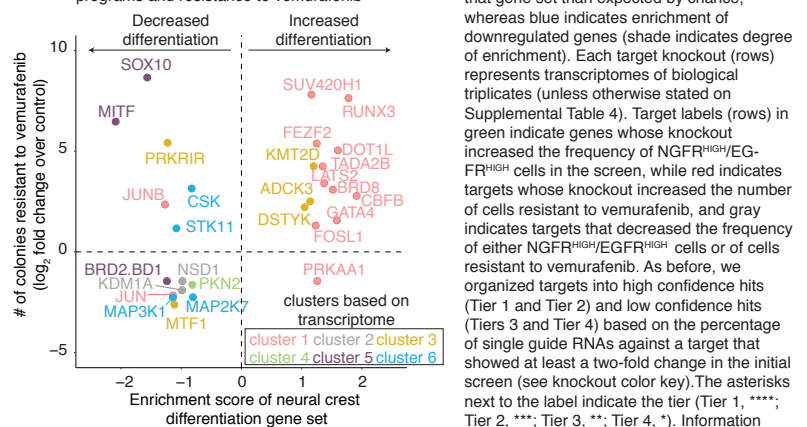 programs and resistance to vemurafenib
Decreased
differentiation
Increased
differentiation
# of colonies resistant to vemurafenib
(log2 fold change over control)
10
5
0
−5
SOX10
MITF
PRKRIR
JUNB
CSK
STK11
SUV420H1
RUNX3
FEZF2
DOT1L
KMT2D
TADA2B
LATS2
BRD8
ADCK3
CBFB
DSTYK
GATA4
FOSL1
BRD2.BD1
NSD1
KDM1A
PKN2
JUN
MAP3K1
MAP2K7
MTF1
PRKAA1
clusters based on
transcriptome
cluster 1 cluster 2 cluster 3
cluster 4 cluster 5 cluster 6
−2 −1 0 1 2
Enrichment score of neural crest
differentiation gene set
that gene set than expected by chance,
whereas blue indicates enrichment of
downregulated genes (shade indicates degree
of enrichment). Each target knockout (rows)
represents transcriptomes of biological
triplicates (unless otherwise stated on
Supplemental Table 4). Target labels (rows) in
green indicate genes whose knockout
increased the frequency of NGFRHIGH/EG-
FRHIGH cells in the screen, while red indicates
targets whose knockout increased the number
of cells resistant to vemurafenib, and gray
indicates targets that decreased the frequency
of either NGFRHIGH/EGFRHIGH cells or of cells
resistant to vemurafenib. As before, we
organized targets into high confidence hits
(Tier 1 and Tier 2) and low confidence hits
(Tiers 3 and Tier 4) based on the percentage
of single guide RNAs against a target that
showed at least a two-fold change in the initial
screen (see knockout color key).The asterisks
next to the label indicate the tier (Tier 1, ****;
Tier 2, ***; Tier 3, **; Tier 4, *). Information